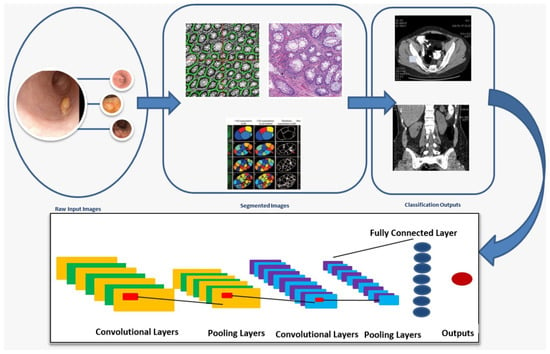 Raw Input Images
Segmented Images
Classification Outputs
Fully Connected Layer
Convolutional Layers
Pooling Layers
Convolutional Layers
Pooling Layers
Outputs